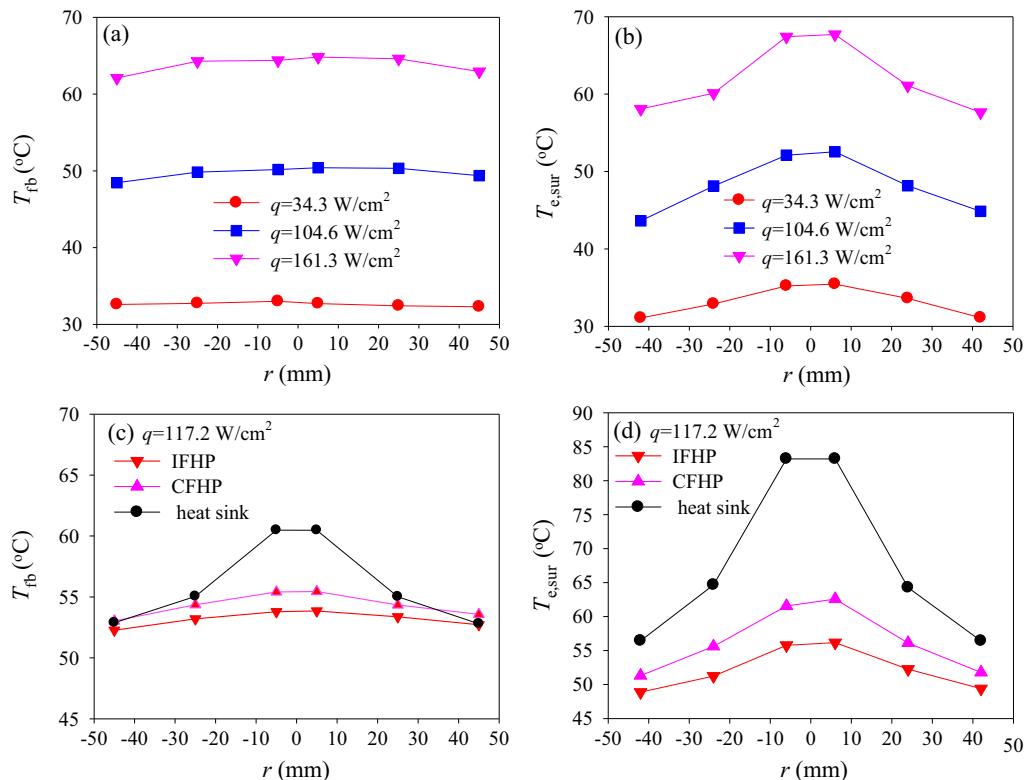 (a)
70
60
50
40
30
T_fb (°C)
q=34.3 W/cm²
q=104.6 W/cm²
q=161.3 W/cm²
-50 -40 -30 -20 -10 0 10 20 30 40 50
r (mm)
(b)
70
60
50
40
30
T_e,sur (°C)
q=34.3 W/cm²
q=104.6 W/cm²
q=161.3 W/cm²
-50 -40 -30 -20 -10 0 10 20 30 40 50
r (mm)
(c) q=117.2 W/cm²
IFHP
CFHP
heat sink
70
65
60
55
50
45
T_fb (°C)
-50 -40 -30 -20 -10 0 10 20 30 40 50
r (mm)
(d) q=117.2 W/cm²
IFHP
CFHP
heat sink
90
85
80
75
70
65
60
55
50
45
T_e,sur (°C)
-50 -40 -30 -20 -10 0 10 20 30 40 50
r (mm)